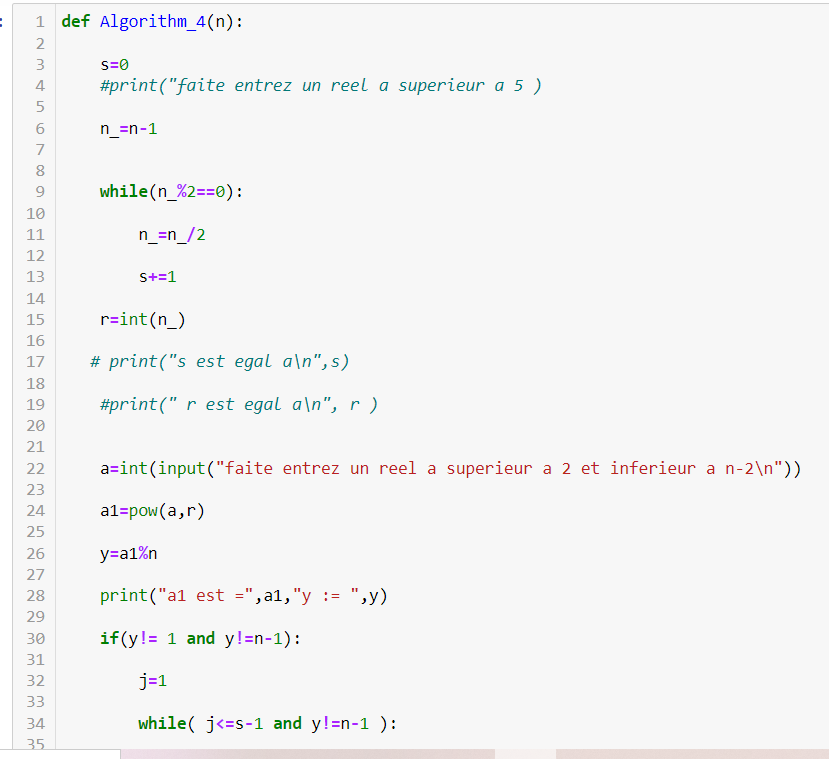 : 1 def Algorithm_4(n):
2
3 s=0
4 #print("faite entrez un reel a superieur a 5 )
5
6 n_=n-1
7
8
9 while(n_%2==0):
10
11 n_=n_/2
12
13 s+=1
14
15 r=int(n_)
16
17 # print("s est egal a\n",s)
18
19 #print(" r est egal a\n", r )
20
21
22 a=int(input("faite entrez un reel a superieur a 2 et inferieur a n-2\n"))
23
24 a1=pow(a,r)
25
26 y=a1%n
27
28 print("a1 est =",a1,"y := ",y)
29
30 if(y!= 1 and y!=n-1):
31
32 j=1
33
34 while( j<=s-1 and y!=n-1 ):
35